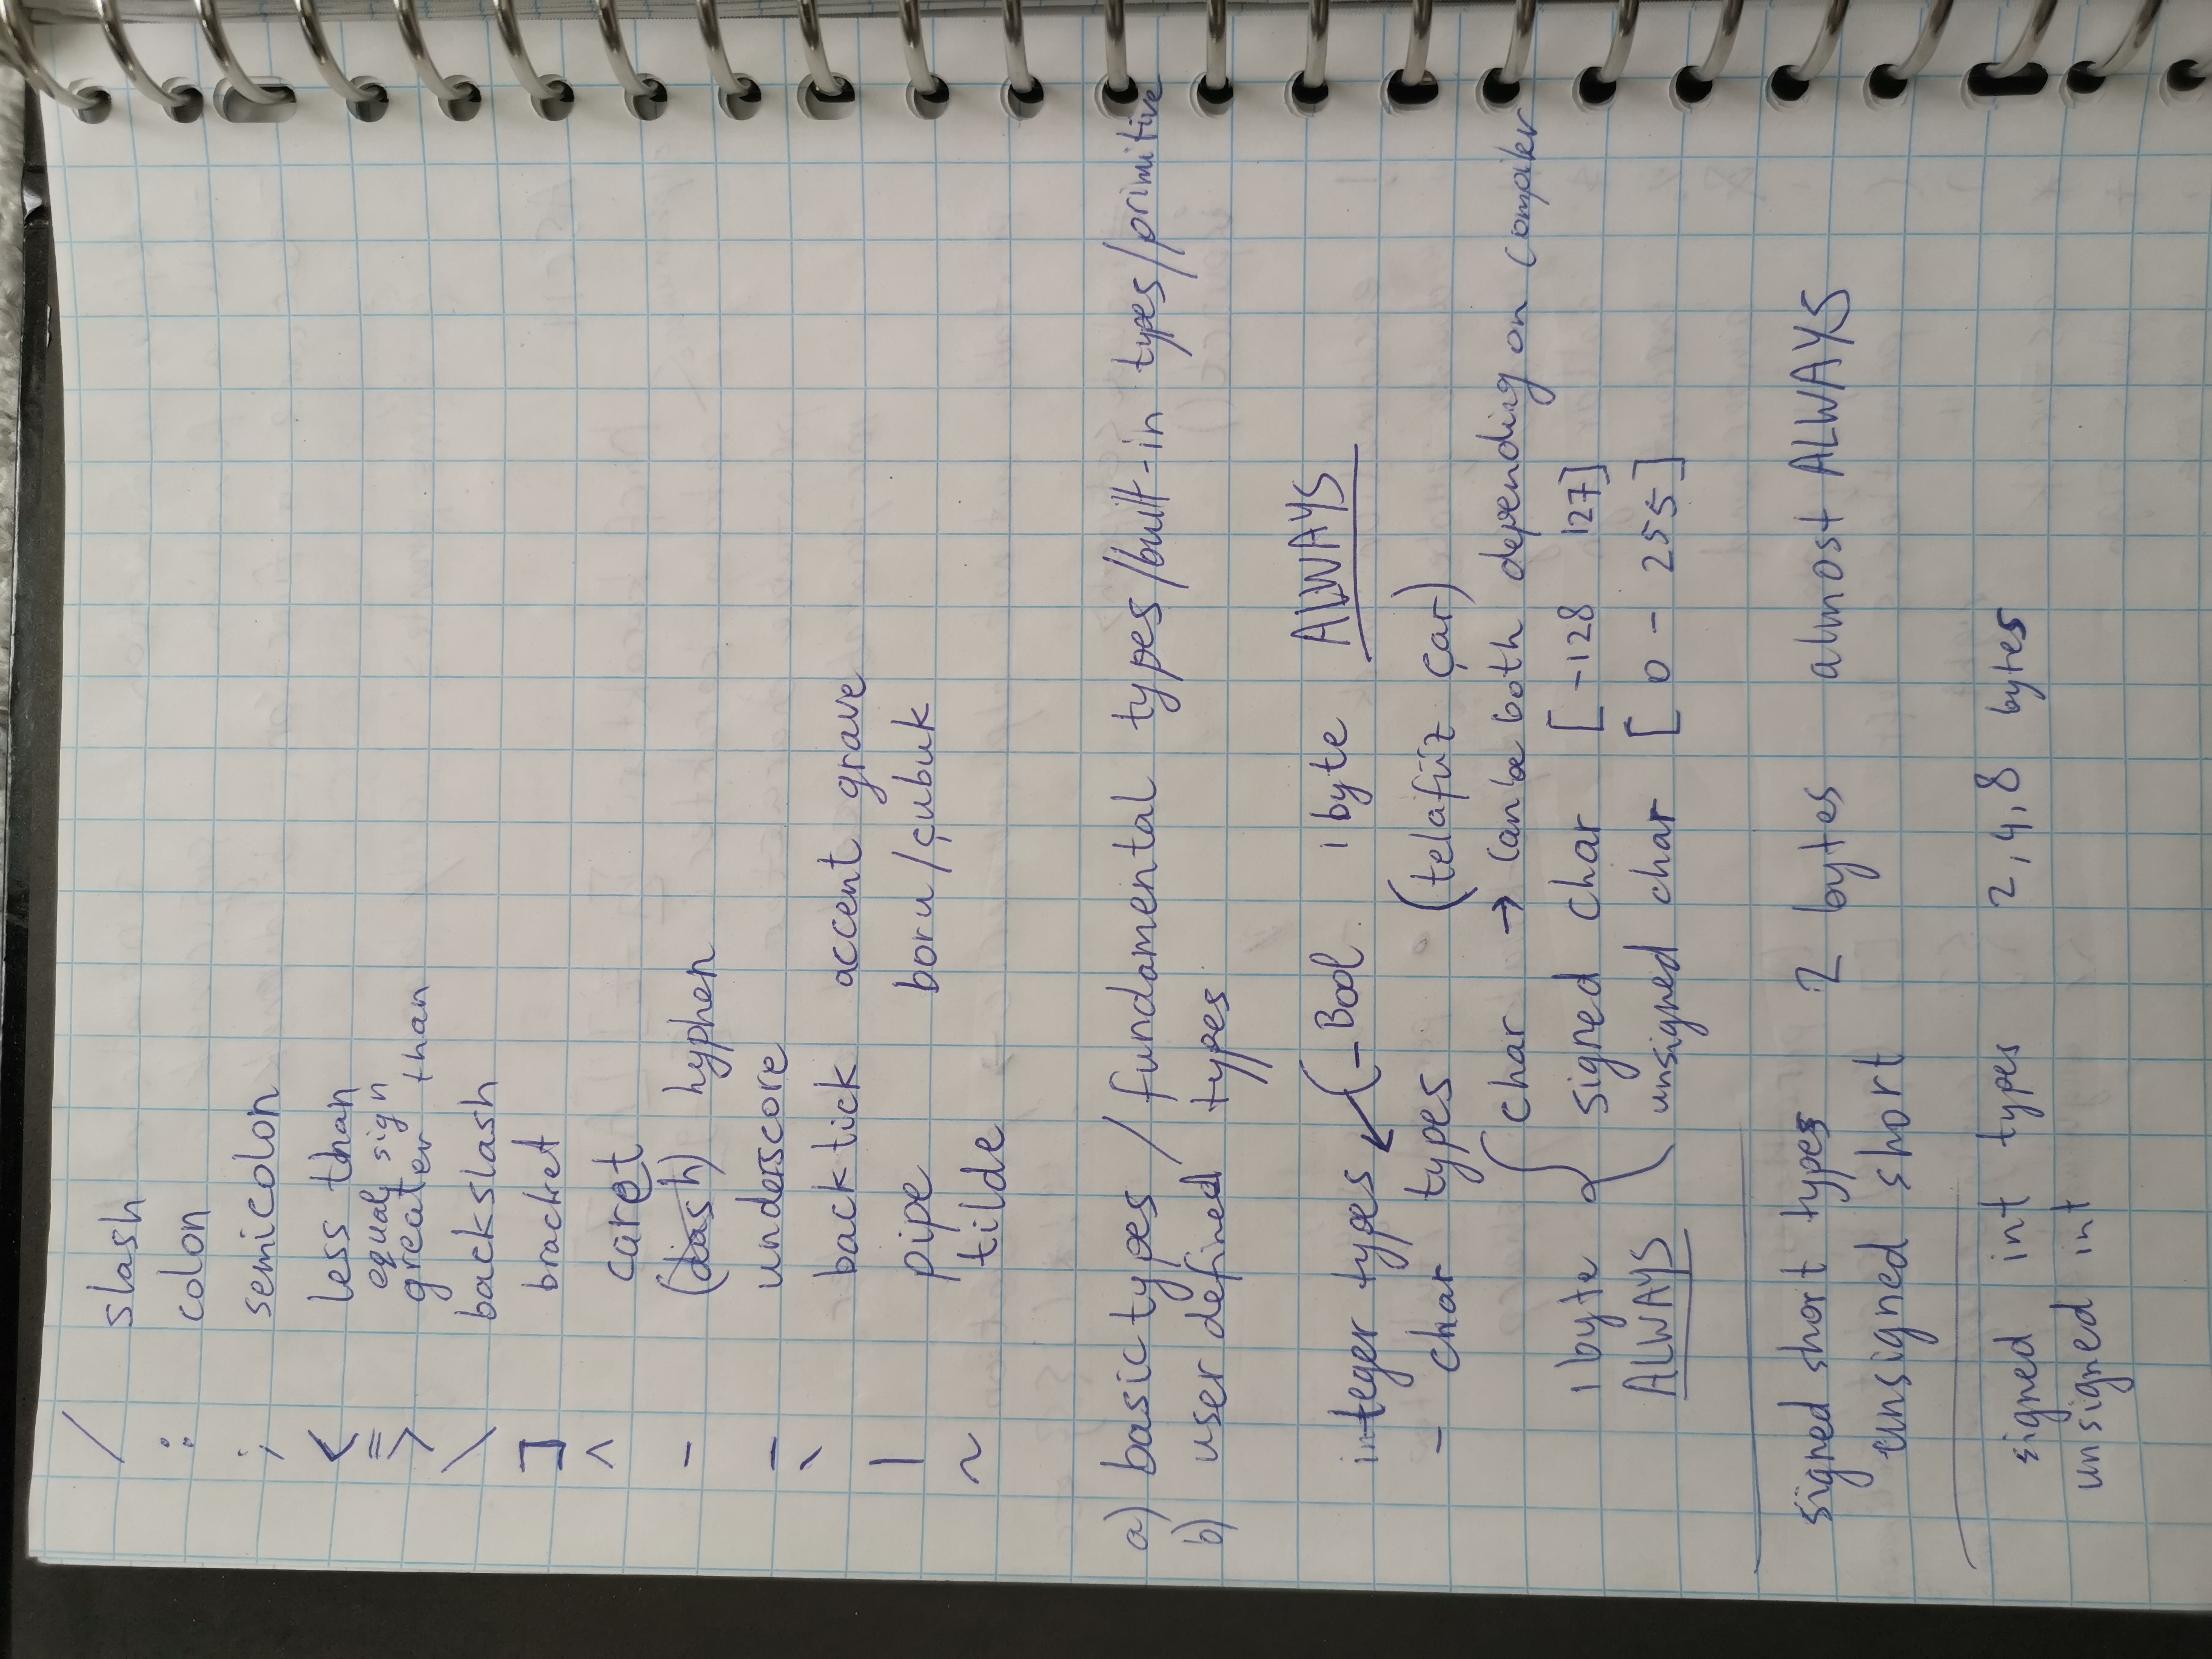 / slash
: colon
; semicolon
< less than
= equal sign
> greater than
\ backslash
] bracket
^ caret
- (dash) hyphen
_ underscore
` backtick accent grave
| pipe boru/çubuk
~ tilde
a) basic types / fundamental types/built-in types/primitive
b) user defined types
(_Bool 1 byte ALWAYS
integer types
- char types (telafüz çar)
char → can be both depending on compiler
1 byte signed char [-128 127]
ALWAYS unsigned char [0 - 255]
signed short types 2 bytes almost ALWAYS
unsigned short
signed int types 2,4,8 bytes
unsigned int